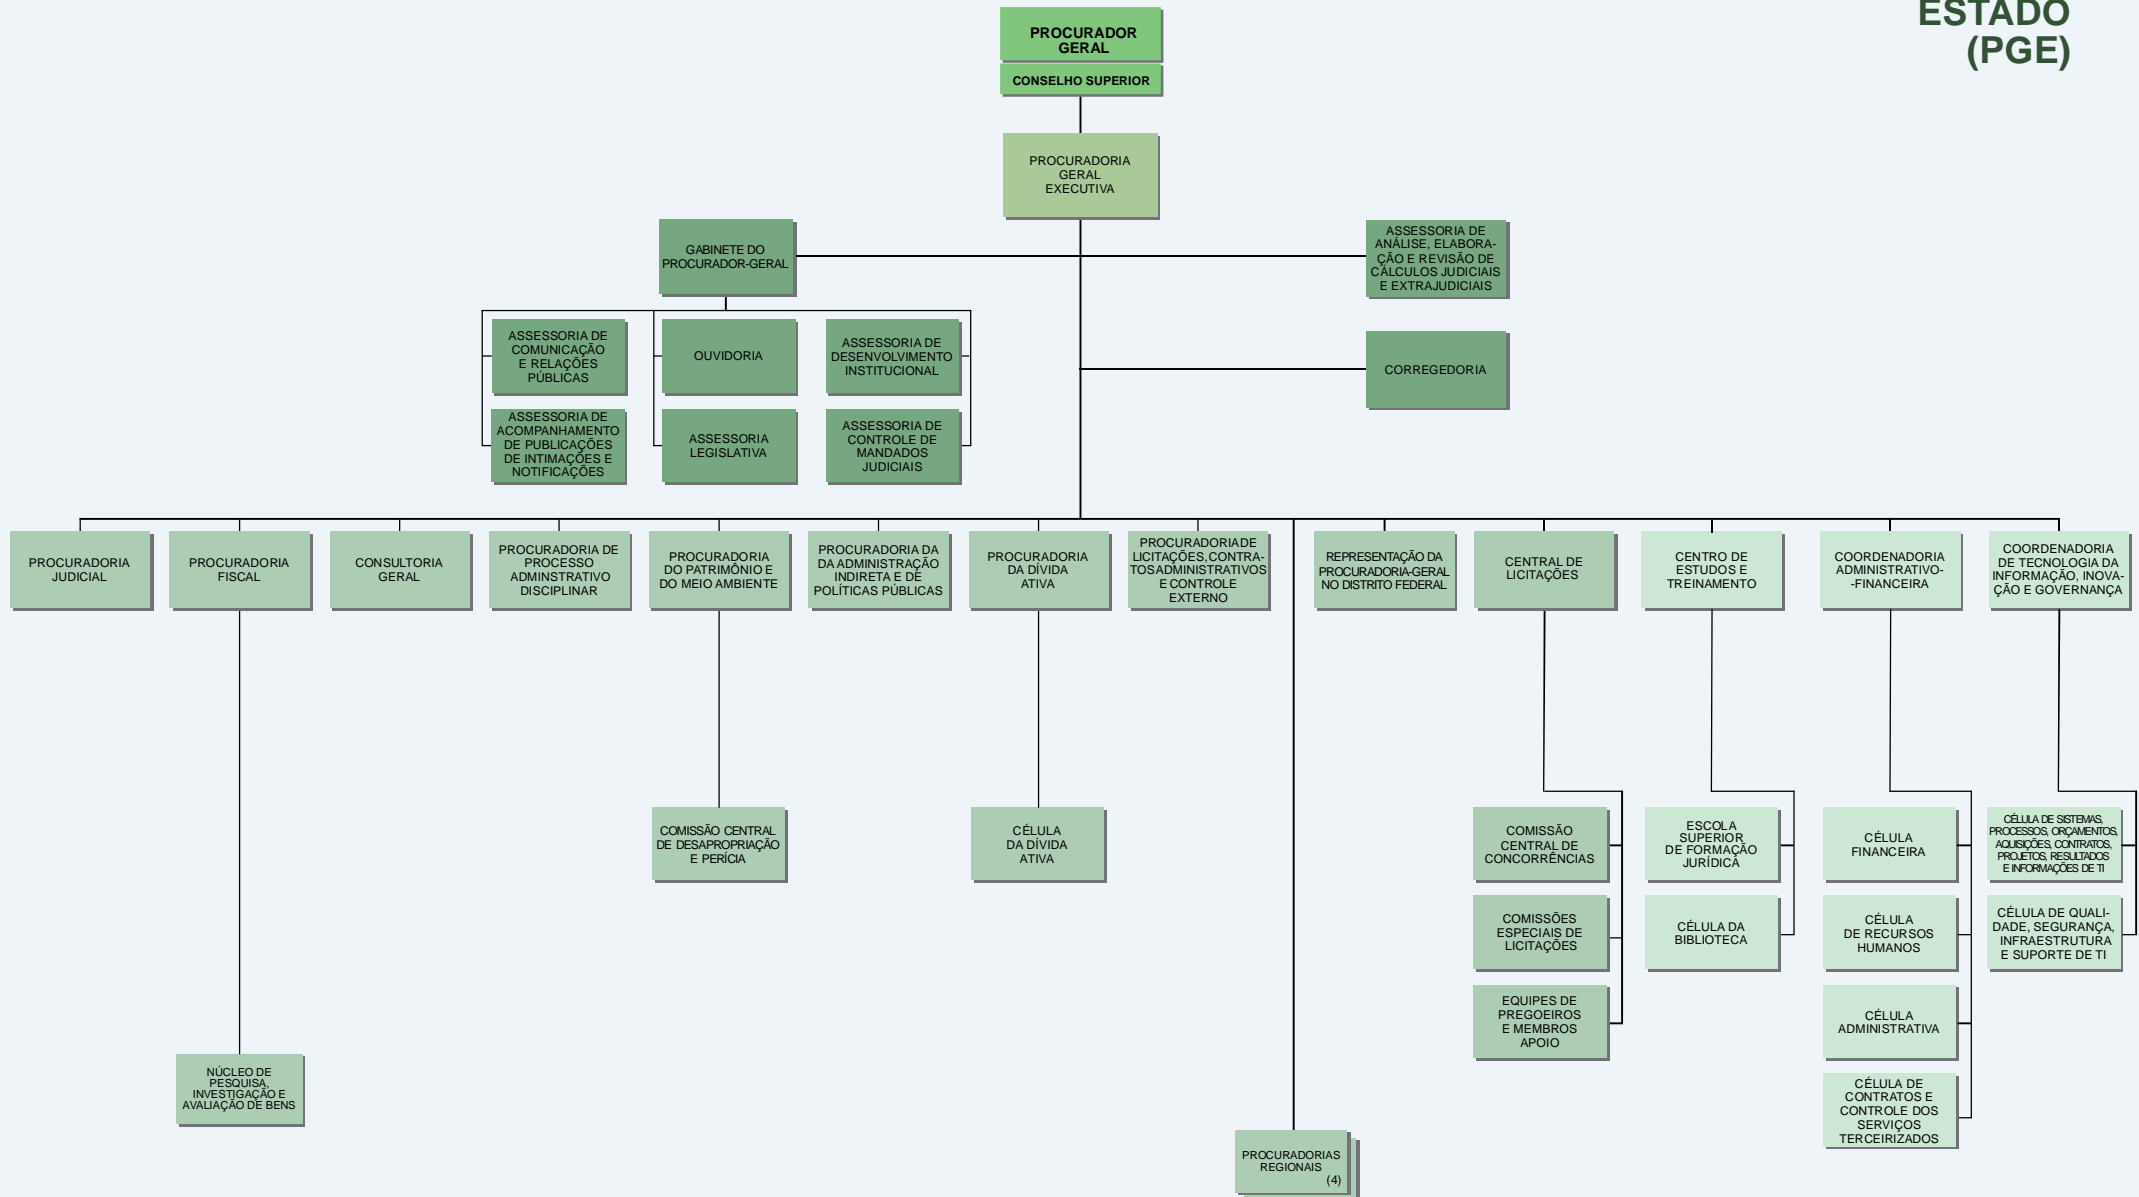 ESTADO
(PGE)
PROCURADOR
GERAL
CONSELHO SUPERIOR
PROCURADORIA
GERAL
EXECUTIVA
GABINETE DO
PROCURADOR-GERAL
ASSESSORIA DE
ANÁLISE, ELABORA-
ÇÃO E REVISÃO DE
CÁLCULOS JUDICIAIS
E EXTRAJUDICIAIS
ASSESSORIA DE
COMUNICAÇÃO
E RELAÇÕES
PÚBLICAS
OUVIDORIA
ASSESSORIA DE
DESENVOLVIMENTO
INSTITUCIONAL
CORREGEDORIA
ASSESSORIA DE
ACOMPANHAMENTO
DE PUBLICAÇÕES
DE INTIMAÇÕES E
NOTIFICAÇÕES
ASSESSORIA
LEGISLATIVA
ASSESSORIA DE
CONTROLE DE
MANDADOS
JUDICIAIS
PROCURADORIA
JUDICIAL
PROCURADORIA
FISCAL
CONSULTORIA
GERAL
PROCURADORIA DE
PROCESSO
ADMINSTRATIVO
DISCIPLINAR
PROCURADORIA
DO PATRIMÔNIO E
DO MEIO AMBIENTE
PROCURADORIA DA
DA ADMINISTRAÇÃO
INDIRETA E DE
POLÍTICAS PÚBLICAS
PROCURADORIA
DA DÍVIDA
ATIVA
PROCURADORIA DE
LICITAÇÕES, CONTRA-
TOS ADMINISTRATIVOS
E CONTROLE
EXTERNO
REPRESENTAÇÃO DA
PROCURADORIA-GERAL
NO DISTRITO FEDERAL
CENTRAL DE
LICITAÇÕES
CENTRO DE
ESTUDOS E
TREINAMENTO
COORDENADORIA
ADMINISTRATIVO-
-FINANCEIRA
COORDENADORIA
DE TECNOLOGIA DA
INFORMAÇÃO, INOVA-
ÇÃO E GOVERNANÇA
COMISSÃO CENTRAL
DE DESAPROPRIAÇÃO
E PERÍCIA
CÉLULA
DA DÍVIDA
ATIVA
COMISSÃO
CENTRAL DE
CONCORRÊNCIAS
ESCOLA
SUPERIOR
DE FORMAÇÃO
JURÍDICA
CÉLULA
FINANCEIRA
CÉLULA DE SISTEMAS,
PROCESSOS, ORÇAMENTOS,
AQUISIÇÕES, CONTRATOS,
PROJETOS, RESULTADOS
E INFORMAÇÕES DE TI
COMISSÕES
ESPECIAIS DE
LICITAÇÕES
CÉLULA DA
BIBLIOTECA
CÉLULA
DE RECURSOS
HUMANOS
CÉLULA DE QUALI-
DADE, SEGURANÇA,
INFRAESTRUTURA
E SUPORTE DE TI
EQUIPES DE
PREGOEIROS
E MEMBROS
APOIO
CÉLULA
ADMINISTRATIVA
NÚCLEO DE
PESQUISA,
INVESTIGAÇÃO E
AVALIAÇÃO DE BENS
CÉLULA DE
CONTRATOS E
CONTROLE DOS
SERVIÇOS
TERCEIRIZADOS
PROCURADORIAS
REGIONAIS
(4)